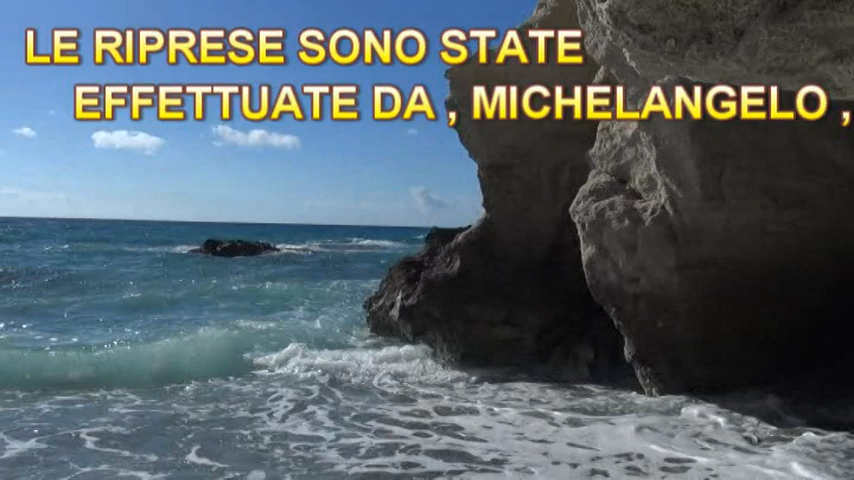 LE RIPRESE SONO STATE
EFFETTUATE DA , MICHELANGELO ,